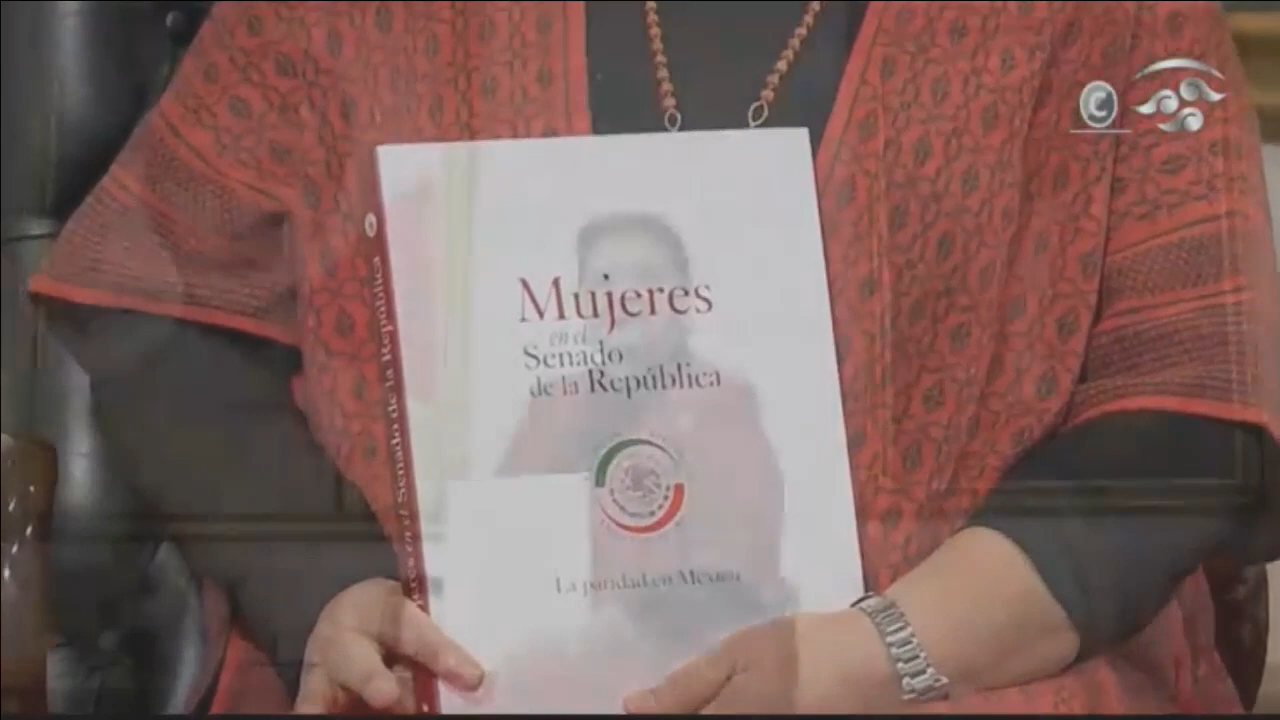 Mujeres
en el
Senado
de la República
La paridad en México
Mujeres en el Senado de la República
C